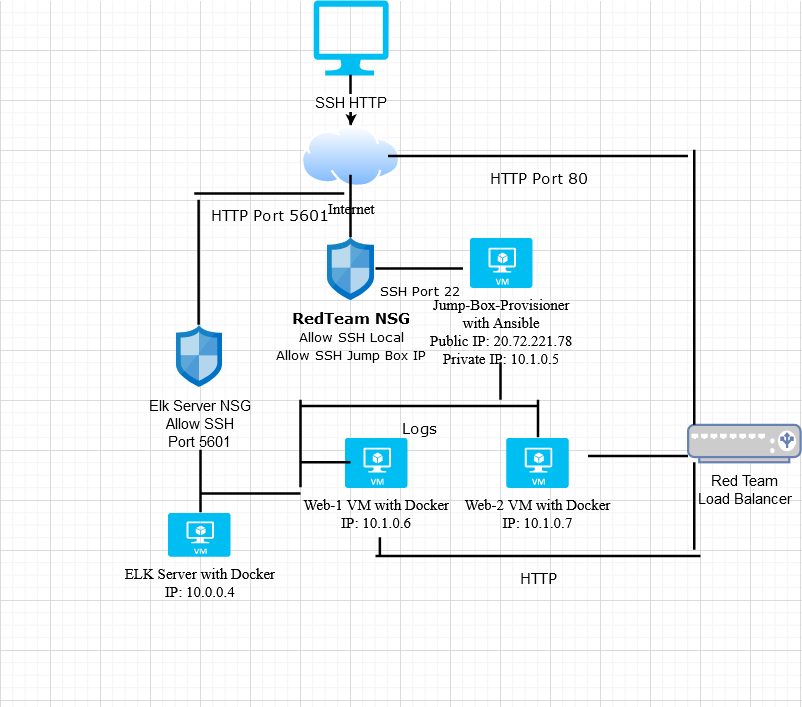 SSH HTTP
HTTP Port 80
Internet
HTTP Port 5601
VM
SSH Port 22
Jump-Box-Provisioner
with Ansible
Public IP: 20.72.221.78
Private IP: 10.1.0.5
RedTeam NSG
Allow SSH Local
Allow SSH Jump Box IP
Elk Server NSG
Allow SSH
Port 5601
Logs
VM
VM
Red Team
Load Balancer
Web-1 VM with Docker
IP: 10.1.0.6
Web-2 VM with Docker
IP: 10.1.0.7
VM
ELK Server with Docker
IP: 10.0.0.4
HTTP